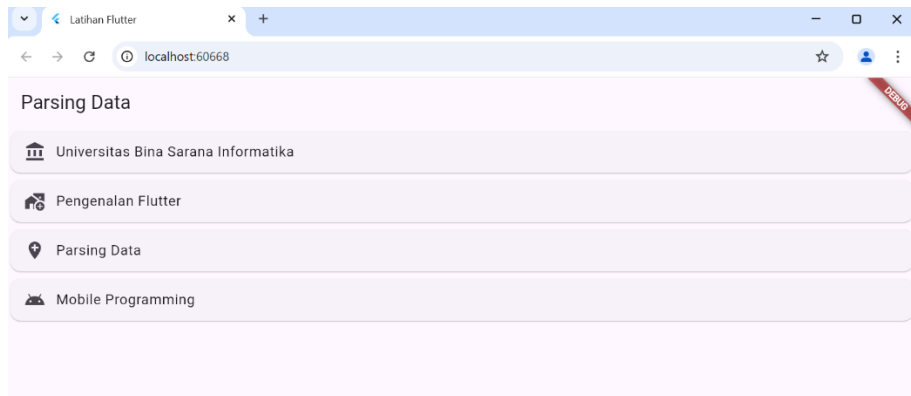 Latihan Flutter
localhost:60668
Parsing Data
DEBUG
Universitas Bina Sarana Informatika
Pengenalan Flutter
Parsing Data
Mobile Programming